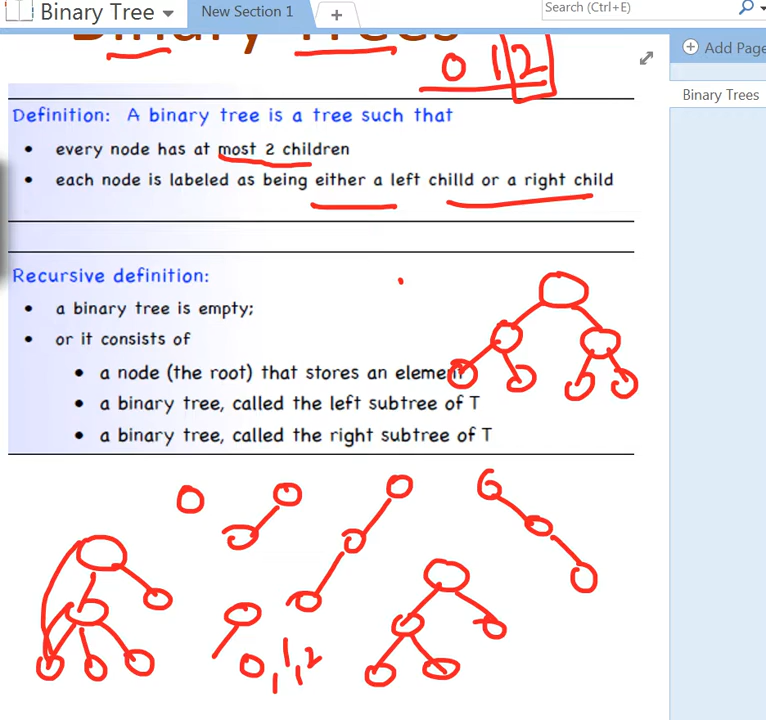 Binary Tree
New Section 1
+
Search (Ctrl+E)
Binary Trees
0 1 2
Add Page
Binary Trees
Definition: A binary tree is a tree such that
• every node has at most 2 children
• each node is labeled as being either a left chilld or a right child
Recursive definition:
• a binary tree is empty;
• or it consists of
• a node (the root) that stores an element
• a binary tree, called the left subtree of T
• a binary tree, called the right subtree of T
0, 1, 2